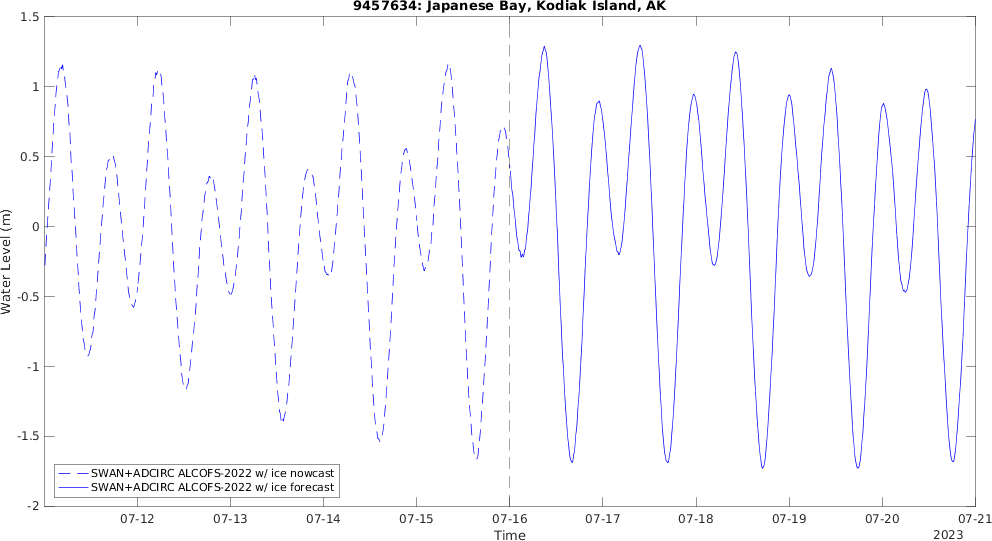 9457634: Japanese Bay, Kodiak Island, AK
1.5
1
0.5
0
-0.5
-1
-1.5
-2
Water Level (m)
SWAN+ADCIRC ALCOFS-2022 w/ ice nowcast
SWAN+ADCIRC ALCOFS-2022 w/ ice forecast
07-12 07-13 07-14 07-15 07-16 07-17 07-18 07-19 07-20 07-21
Time
2023